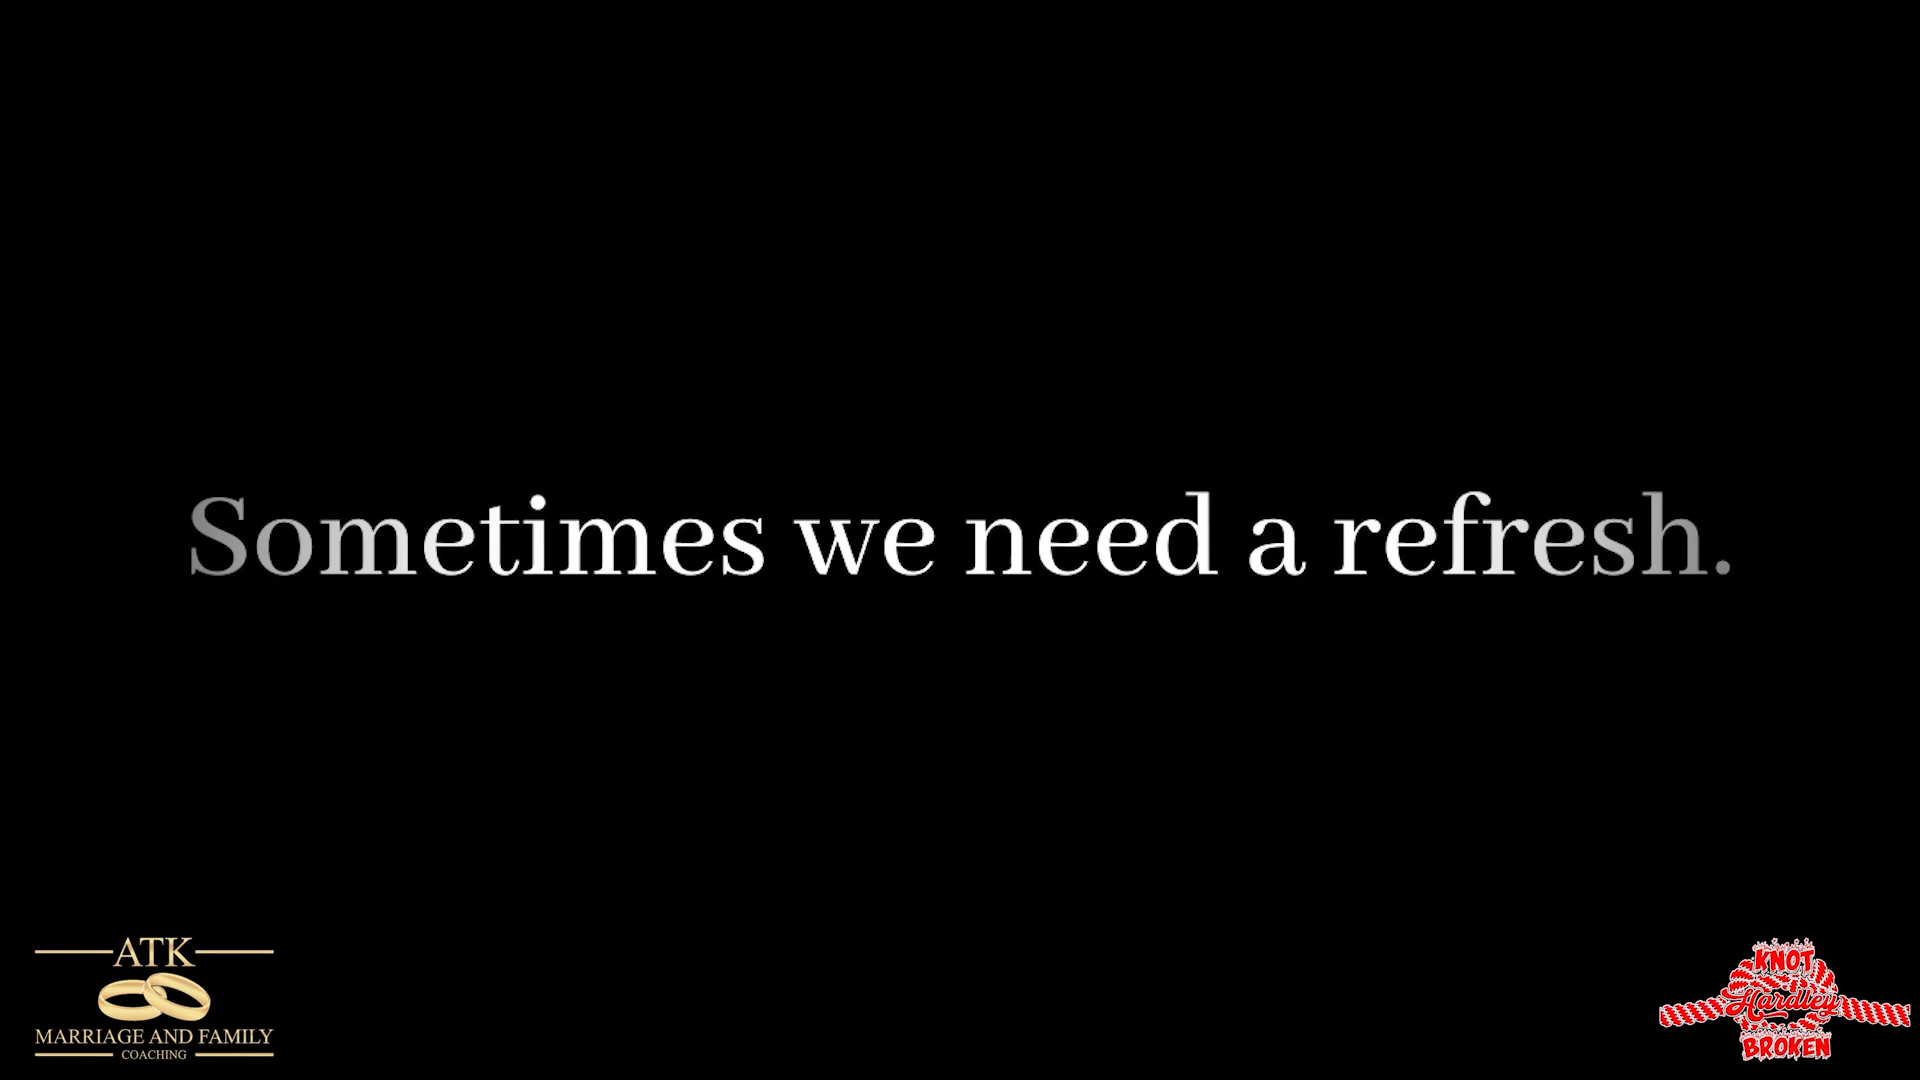 Sometimes we need a refresh.
ATK
MARRIAGE AND FAMILY
COACHING
KNOT
Hardley
BROKEN